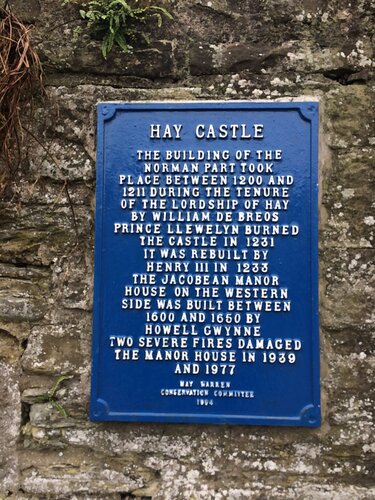 HAY CASTLE
THE BUILDING OF THE
NORMAN PART TOOK
PLACE BETWEEN 1200 AND
1211 DURING THE TENURE
OF THE LORDSHIP OF HAY
BY WILLIAM DE BREOS
PRINCE LLEWELYN BURNED
THE CASTLE IN 1231
IT WAS REBUILT BY
HENRY III IN 1233
THE JACOBEAN MANOR
HOUSE ON THE WESTERN
SIDE WAS BUILT BETWEEN
1600 AND 1650 BY
HOWELL GWYNNE
TWO SEVERE FIRES DAMAGED
THE MANOR HOUSE IN 1939
AND 1977
HAY WARREN
CONSERVATION COMMITTEE
1994